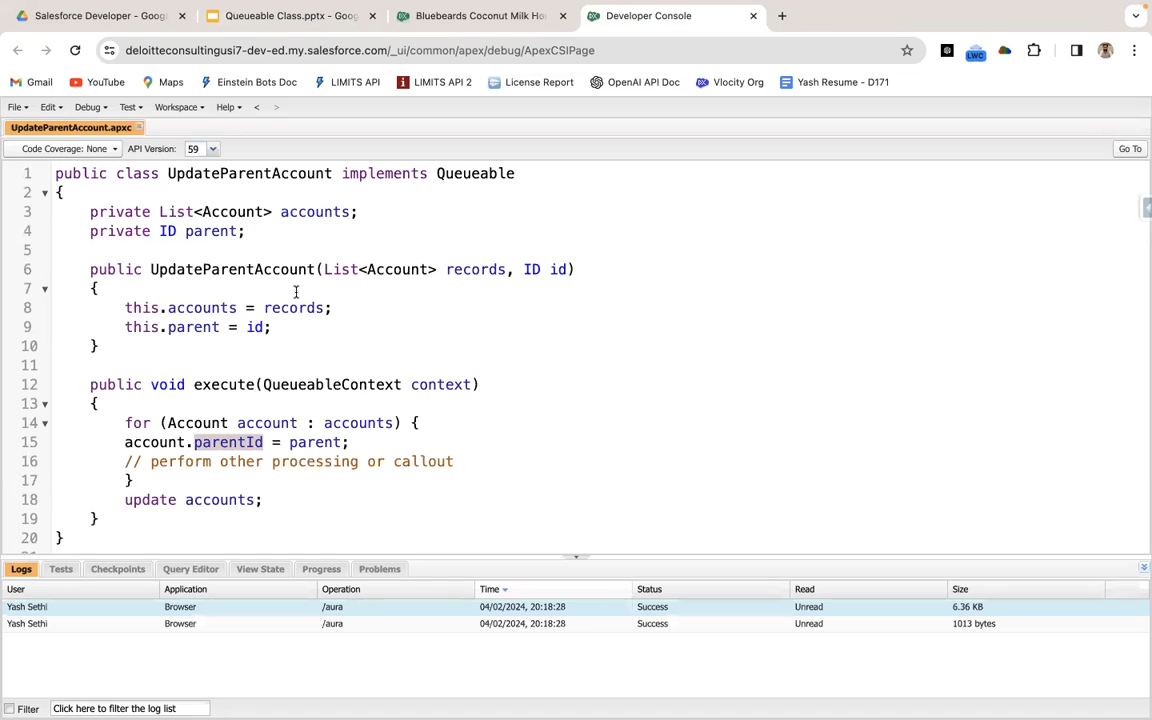 Salesforce Developer - Googl
Queueable Class.pptx - Goog
Bluebeards Coconut Milk Ho
Developer Console
deloitteconsultingusi7-dev-ed.my.salesforce.com/_ui/common/apex/debug/ApexCSIPage
Gmail
YouTube
Maps
Einstein Bots Doc
LIMITS API
LIMITS API 2
License Report
OpenAI API Doc
Vlocity Org
Yash Resume - D171
LWC
File
Edit
Debug
Test
Workspace
Help
<
>
UpdateParentAccount.apxc
Code Coverage: None
API Version:
59
Go To
1 public class UpdateParentAccount implements Queueable
2 {
3 private List<Account> accounts;
4 private ID parent;
5
6 public UpdateParentAccount(List<Account> records, ID id)
7 {
8 this.accounts = records;
9 this.parent = id;
10 }
11
12 public void execute(QueueableContext context)
13 {
14 for (Account account : accounts) {
15 account.parentId = parent;
16 // perform other processing or callout
17 }
18 update accounts;
19 }
20 }
Logs
Tests
Checkpoints
Query Editor
View State
Progress
Problems
User Application Operation Time Status Read Size
Yash Sethi Browser /aura 04/02/2024, 20:18:28 Success Unread 6.36 KB
Yash Sethi Browser /aura 04/02/2024, 20:18:28 Success Unread 1013 bytes
Filter
Click here to filter the log list